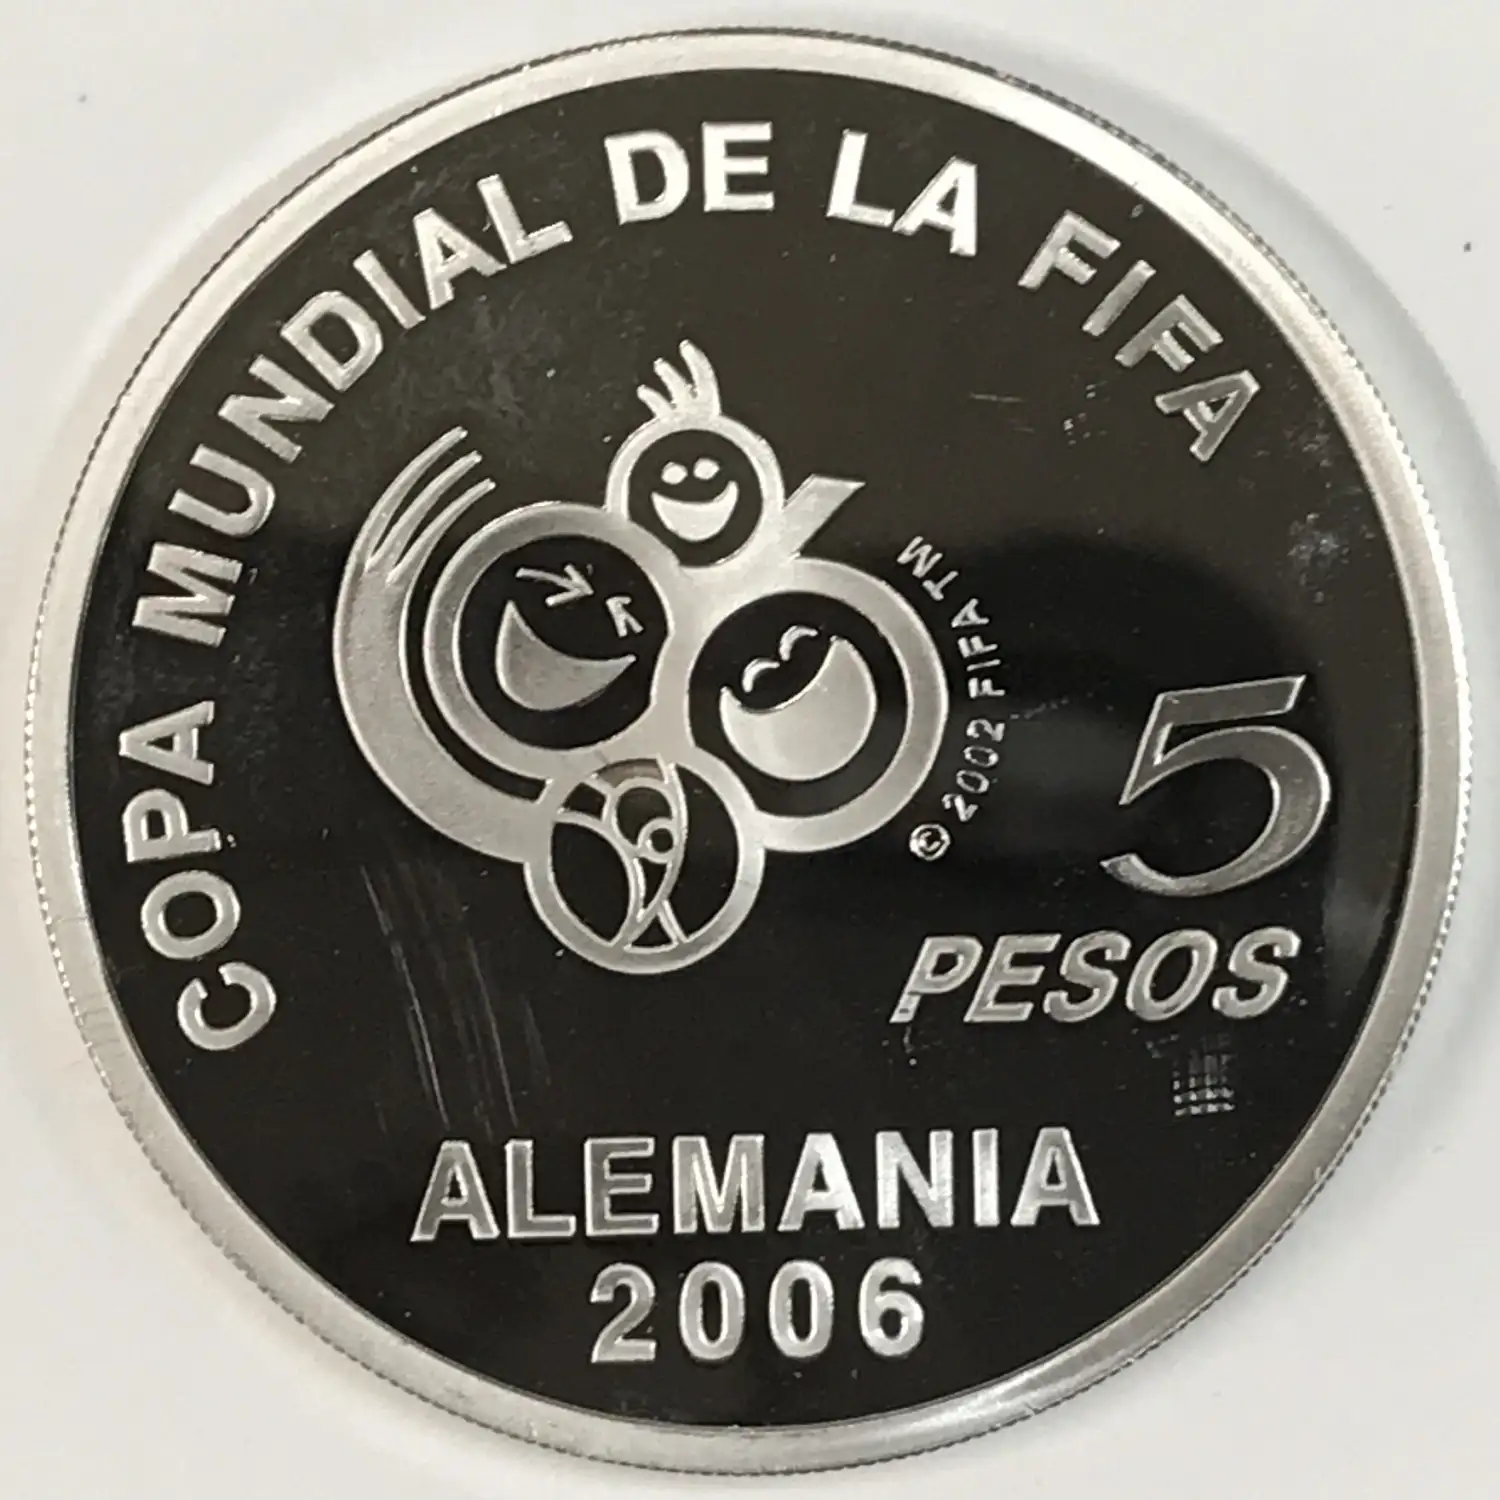 COPA MUNDIAL DE LA FIFA
© 2002 FIFA TM
5
PESOS
ALEMANIA
2006